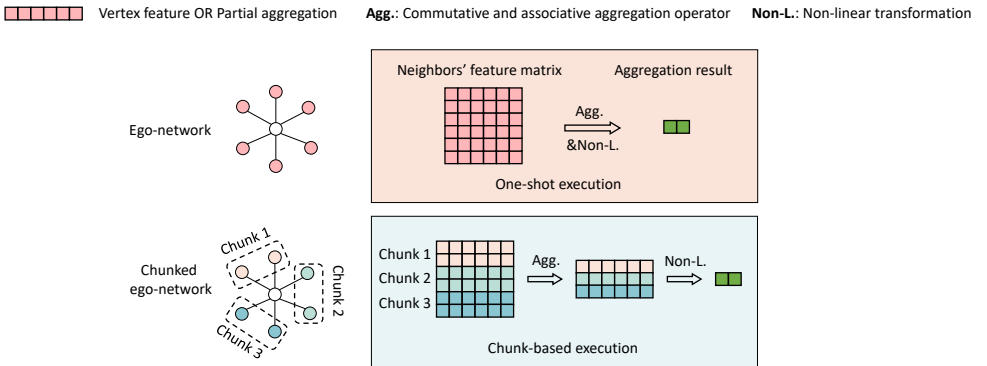 Vertex feature OR Partial aggregation
Agg.: Commutative and associative aggregation operator
Non-L.: Non-linear transformation
Ego-network
Neighbors' feature matrix
Aggregation result
Agg.
&Non-L.
One-shot execution
Chunked
ego-network
Chunk 1
Chunk 2
Chunk 3
Chunk 1
Chunk 2
Chunk 3
Agg.
Non-L.
Chunk-based execution